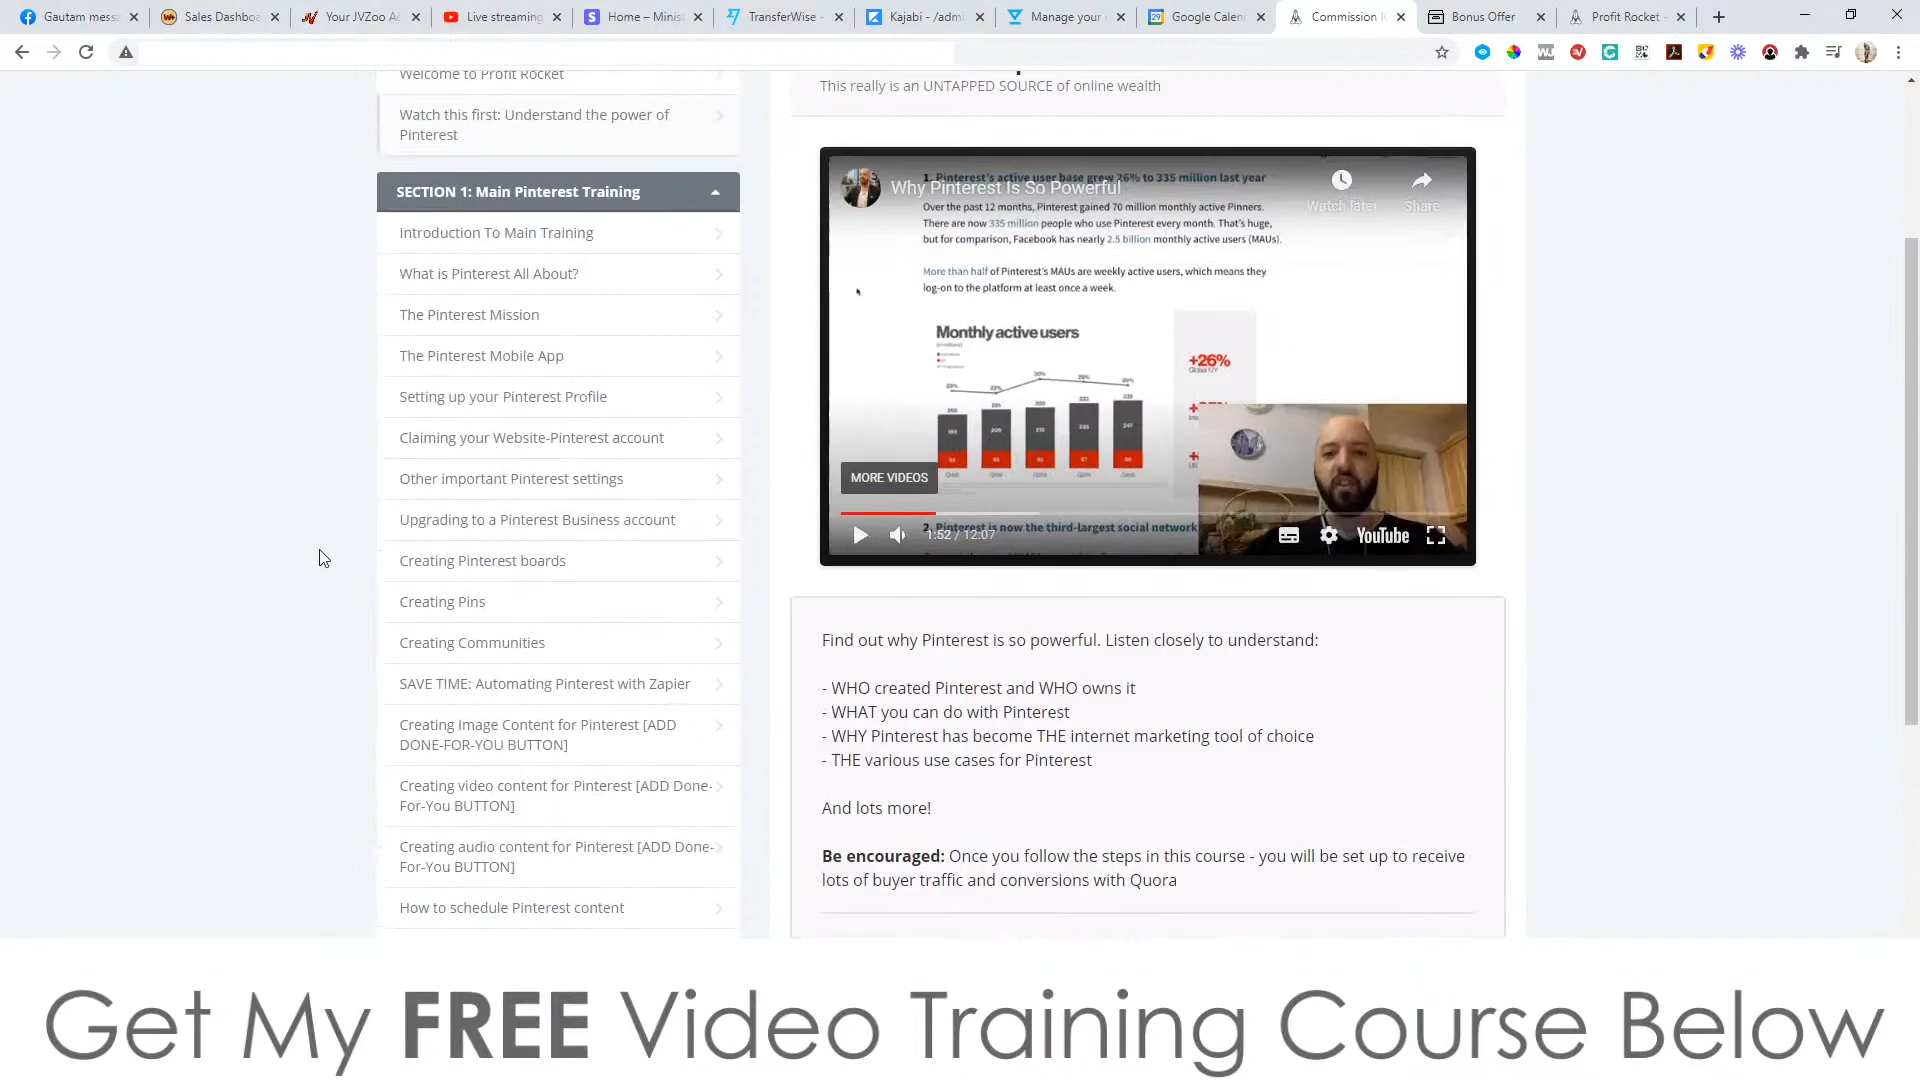 Gautam messa
Sales Dashboa
Your JVZoo Ac
Live streaming
Home – Minist
TransferWise -
Kajabi - /admi
Manage your
Google Calen
Commission I
Bonus Offer
Profit Rocket -
Welcome to Profit Rocket
Watch this first: Understand the power of
Pinterest
SECTION 1: Main Pinterest Training
Introduction To Main Training
What is Pinterest All About?
The Pinterest Mission
The Pinterest Mobile App
Setting up your Pinterest Profile
Claiming your Website-Pinterest account
Other important Pinterest settings
Upgrading to a Pinterest Business account
Creating Pinterest boards
Creating Pins
Creating Communities
SAVE TIME: Automating Pinterest with Zapier
Creating Image Content for Pinterest [ADD
DONE-FOR-YOU BUTTON]
Creating video content for Pinterest [ADD Done-
For-You BUTTON]
Creating audio content for Pinterest [ADD Done-
For-You BUTTON]
How to schedule Pinterest content
This really is an UNTAPPED SOURCE of online wealth
1. Pinterest's active user base grew 26% to 335 million last year
Why Pinterest Is So Powerful
Watch later
Share
Over the past 12 months, Pinterest gained 70 million monthly active Pinners.
There are now 335 million people who use Pinterest every month. That's huge,
but for comparison, Facebook has nearly 2.5 billion monthly active users (MAUs).
More than half of Pinterest's MAUs are weekly active users, which means they
log-on to the platform at least once a week.
Monthly active users
+26%
MORE VIDEOS
2. Pinterest is now the third-largest social network
1:52 / 12:07
YouTube
Find out why Pinterest is so powerful. Listen closely to understand:
- WHO created Pinterest and WHO owns it
- WHAT you can do with Pinterest
- WHY Pinterest has become THE internet marketing tool of choice
- THE various use cases for Pinterest
And lots more!
Be encouraged: Once you follow the steps in this course - you will be set up to receive
lots of buyer traffic and conversions with Quora
Get My FREE Video Training Course Below